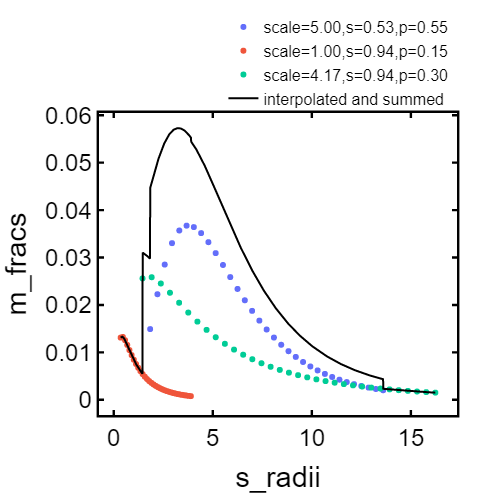 scale=5.00,s=0.53,p=0.55
scale=1.00,s=0.94,p=0.15
scale=4.17,s=0.94,p=0.30
interpolated and summed
0.06
0.05
0.04
0.03
0.02
0.01
0
m_fracs
0 5 10 15
s_radii